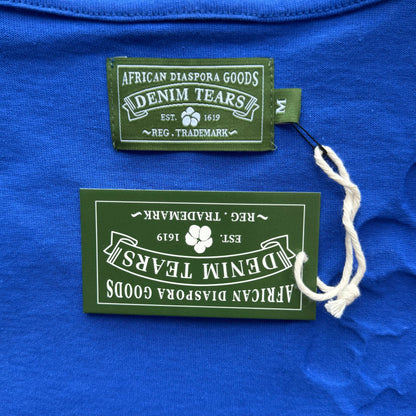 AFRICAN DIASPORA GOODS
DENIM TEARS
EST. 1619
~ REG. TRADEMARK ~
M
AFRICAN DIASPORA GOODS
DENIM TEARS
EST. 1619
~ REG. TRADEMARK ~